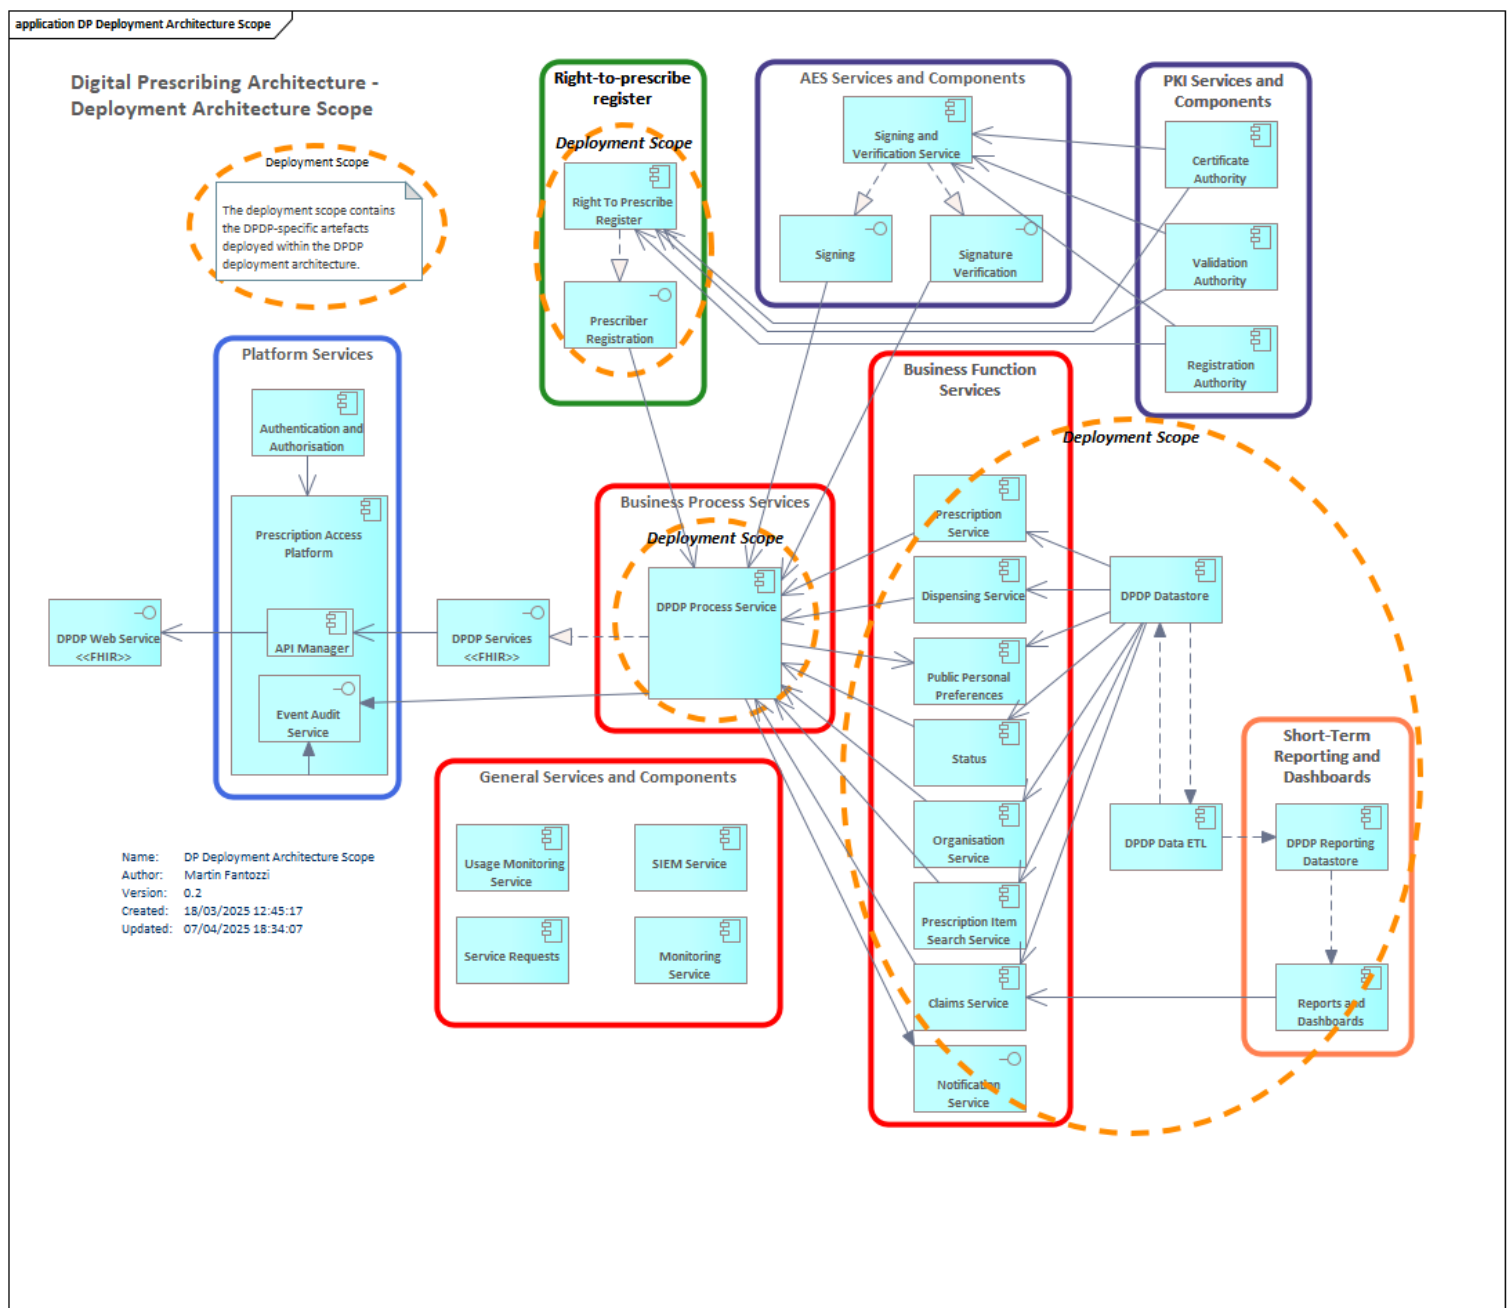 application DP Deployment Architecture Scope
Digital Prescribing Architecture -
Deployment Architecture Scope
Deployment Scope
The deployment scope contains
the DPDP-specific artefacts
deployed within the DPDP
deployment architecture.
Right-to-prescribe
register
Deployment Scope
Right To Prescribe
Register
Prescriber
Registration
AES Services and Components
Signing and
Verification Service
Signing
Signature
Verification
PKI Services and
Components
Certificate
Authority
Validation
Authority
Registration
Authority
Platform Services
Authentication and
Authorisation
Prescription Access
Platform
API Manager
Event Audit
Service
DPDP Web Service
<<FHIR>>
DPDP Services
<<FHIR>>
Business Process Services
Deployment Scope
DPDP Process Service
Business Function
Services
Deployment Scope
Prescription
Service
Dispensing Service
Public Personal
Preferences
Status
Organisation
Service
Prescription Item
Search Service
Claims Service
Notification
Service
DPDP Datastore
DPDP Data ETL
Short-Term
Reporting and
Dashboards
DPDP Reporting
Datastore
Reports and
Dashboards
General Services and Components
Usage Monitoring
Service
SIEM Service
Service Requests
Monitoring
Service
Name: DP Deployment Architecture Scope
Author: Martin Fantozzi
Version: 0.2
Created: 18/03/2025 12:45:17
Updated: 07/04/2025 18:34:07